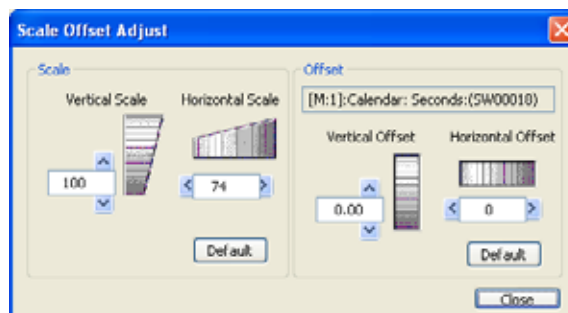 Scale Offset Adjust
Scale
Vertical Scale
Horizontal Scale
100
74
Default
Offset
[M:1]:Calendar: Seconds:(SW00010)
Vertical Offset
Horizontal Offset
0.00
0
Default
Close